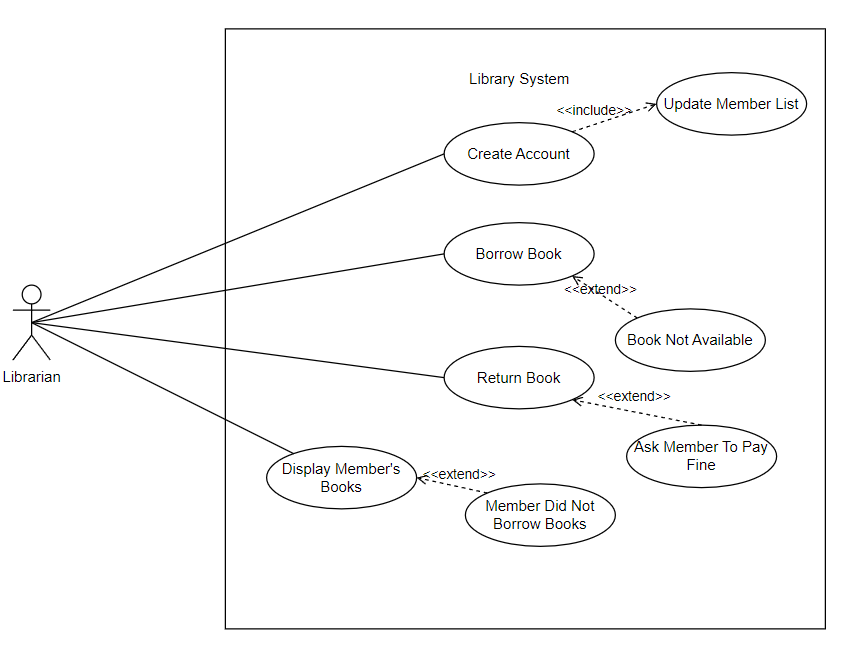 Library System
Update Member List
<<include>>
Create Account
Borrow Book
<<extend>>
Book Not Available
Librarian
Return Book
<<extend>>
Ask Member To Pay
Fine
Display Member's
Books
<<extend>>
Member Did Not
Borrow Books